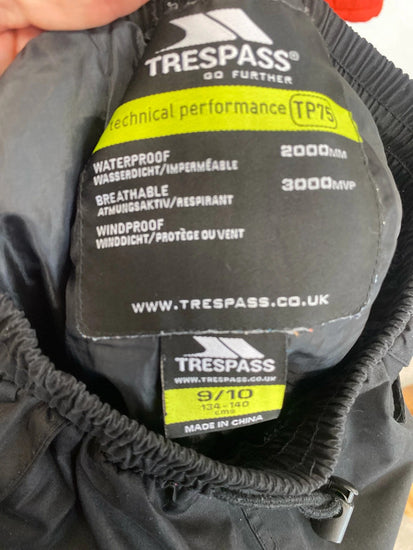 TRESPASS®
GO FURTHER
technical performance TP75
WATERPROOF 2000MM
WASSERDICHT/IMPERMÉABLE
BREATHABLE 3000MVP
ATMUNGSAKTIV/RESPIRANT
WINDPROOF
WINDDICHT/PROTÈGE OU VENT
WWW.TRESPASS.CO.UK
TRESPASS
WWW.TRESPASS.CO.UK
9/10
134-140
cms
MADE IN CHINA